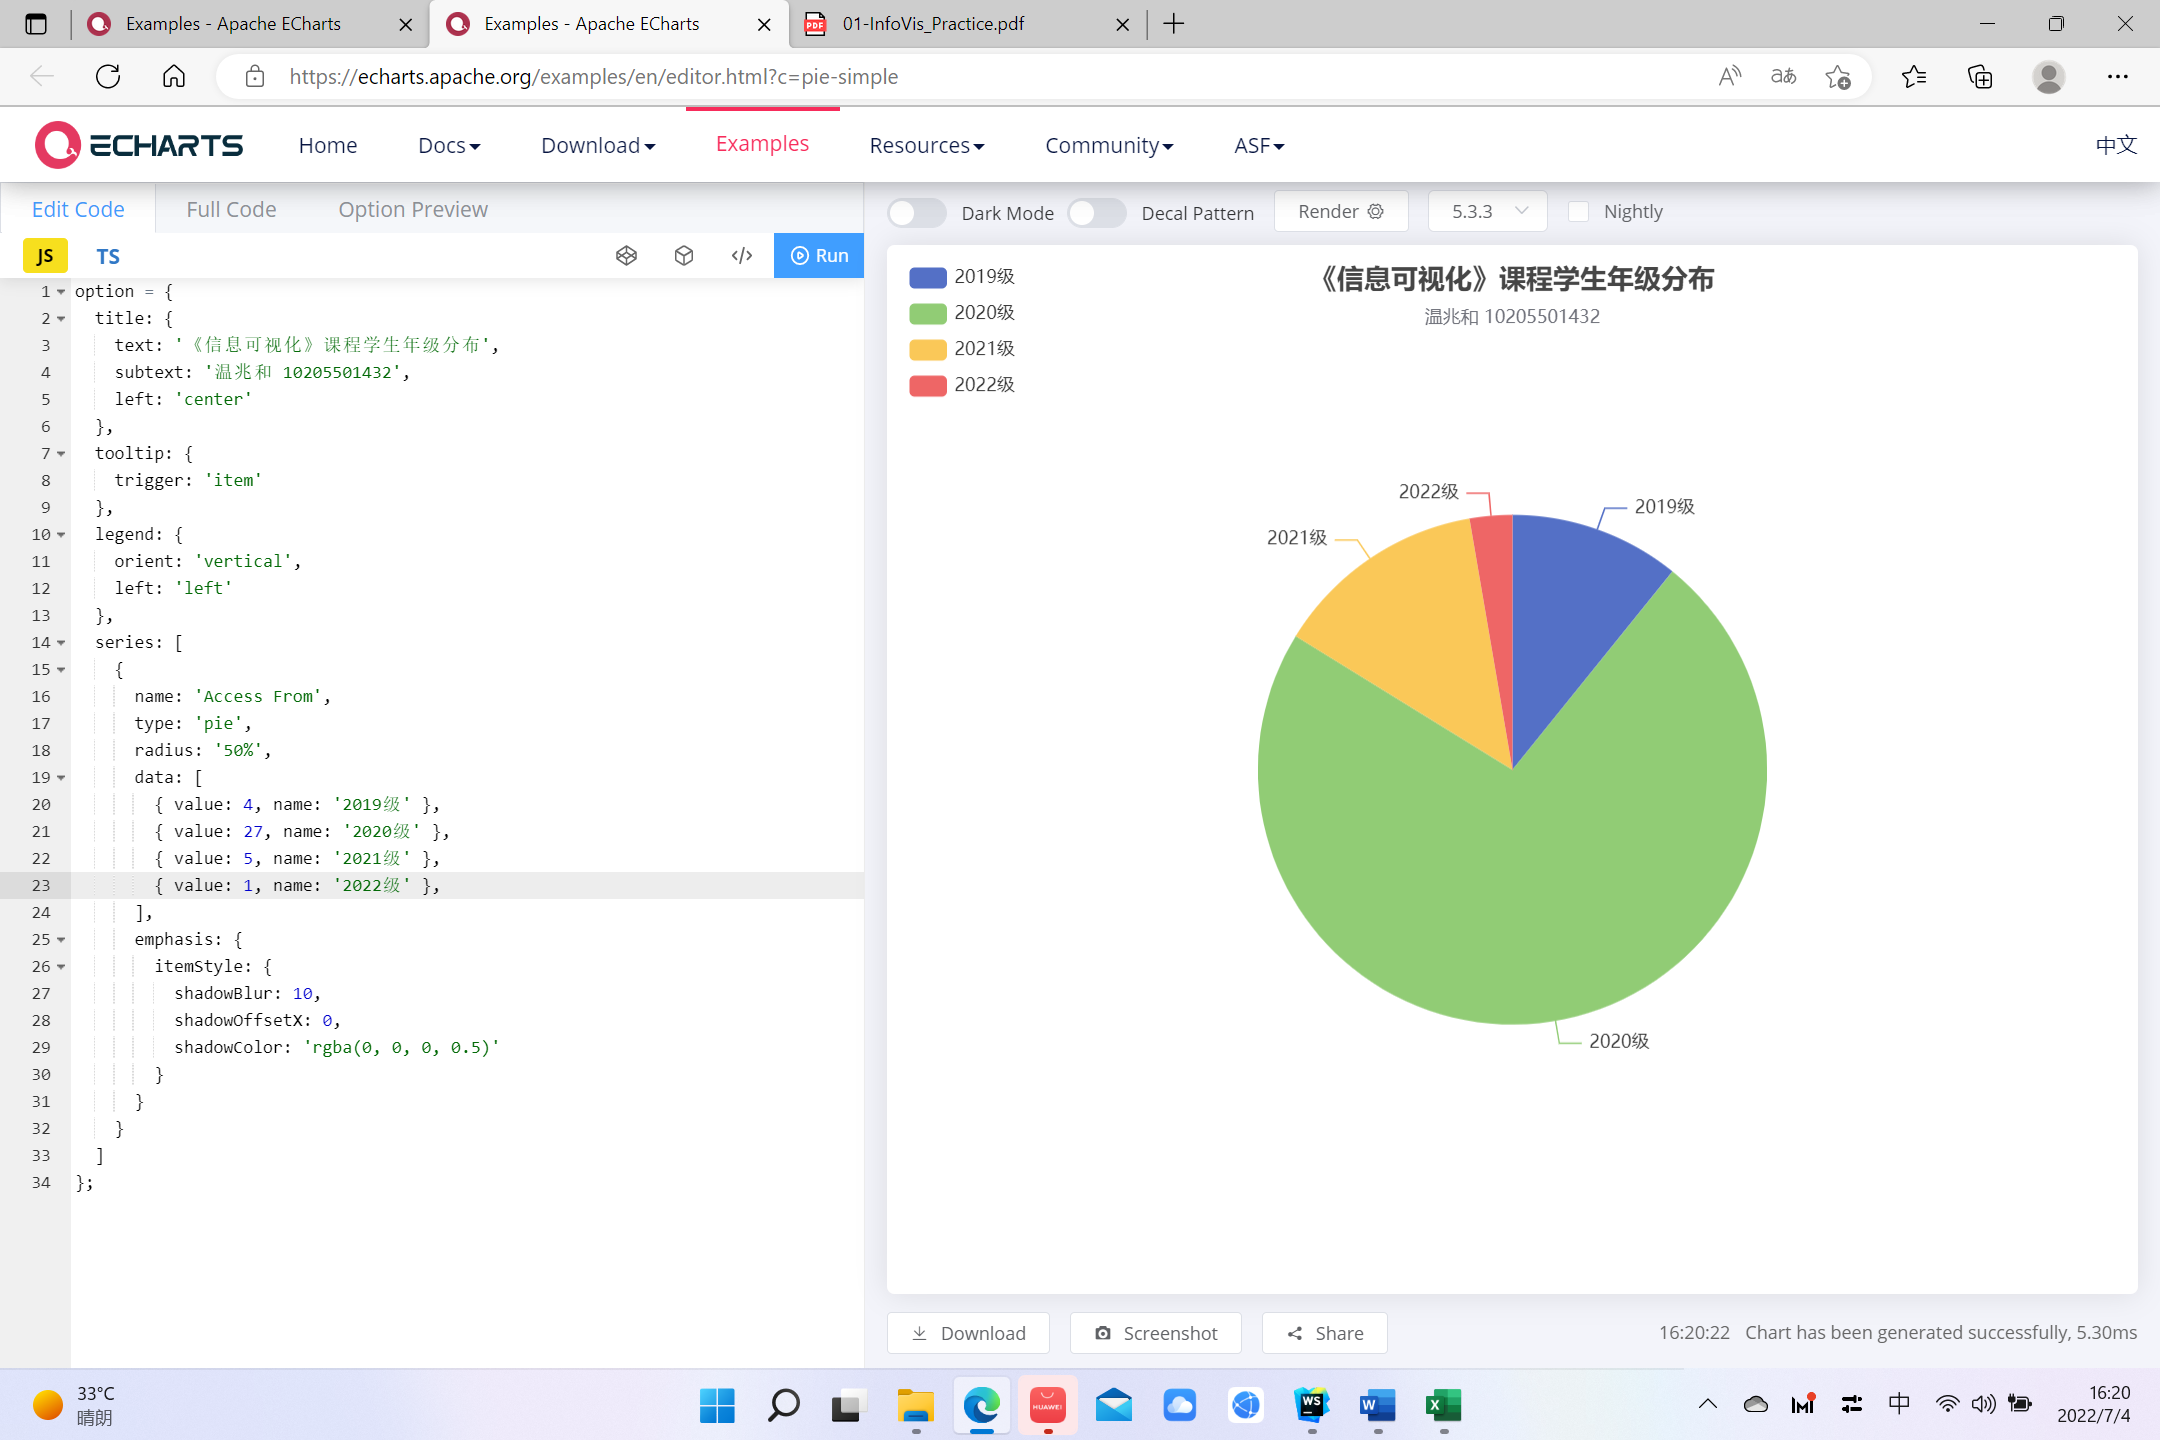 Examples - Apache ECharts
Examples - Apache ECharts
01-InfoVis_Practice.pdf
https://echarts.apache.org/examples/en/editor.html?c=pie-simple
ECHARTS
Home
Docs
Download
Examples
Resources
Community
ASF
中文
Edit Code
Full Code
Option Preview
JS
TS
Run
Dark Mode
Decal Pattern
Render
5.3.3
Nightly
1 option = {
2 title: {
3 text: '《信息可视化》课程学生年级分布',
4 subtext: '温兆和 10205501432',
5 left: 'center'
6 },
7 tooltip: {
8 trigger: 'item'
9 },
10 legend: {
11 orient: 'vertical',
12 left: 'left'
13 },
14 series: [
15 {
16 name: 'Access From',
17 type: 'pie',
18 radius: '50%',
19 data: [
20 { value: 4, name: '2019级' },
21 { value: 27, name: '2020级' },
22 { value: 5, name: '2021级' },
23 { value: 1, name: '2022级' },
24 ],
25 emphasis: {
26 itemStyle: {
27 shadowBlur: 10,
28 shadowOffsetX: 0,
29 shadowColor: 'rgba(0, 0, 0, 0.5)'
30 }
31 }
32 }
33 ]
34 };
2019级
2020级
2021级
2022级
《信息可视化》课程学生年级分布
温兆和 10205501432
2022级
2019级
2021级
2020级
Download
Screenshot
Share
16:20:22 Chart has been generated successfully, 5.30ms
33°C
晴朗
HUAWEI
WS
W
X
中
16:20
2022/7/4